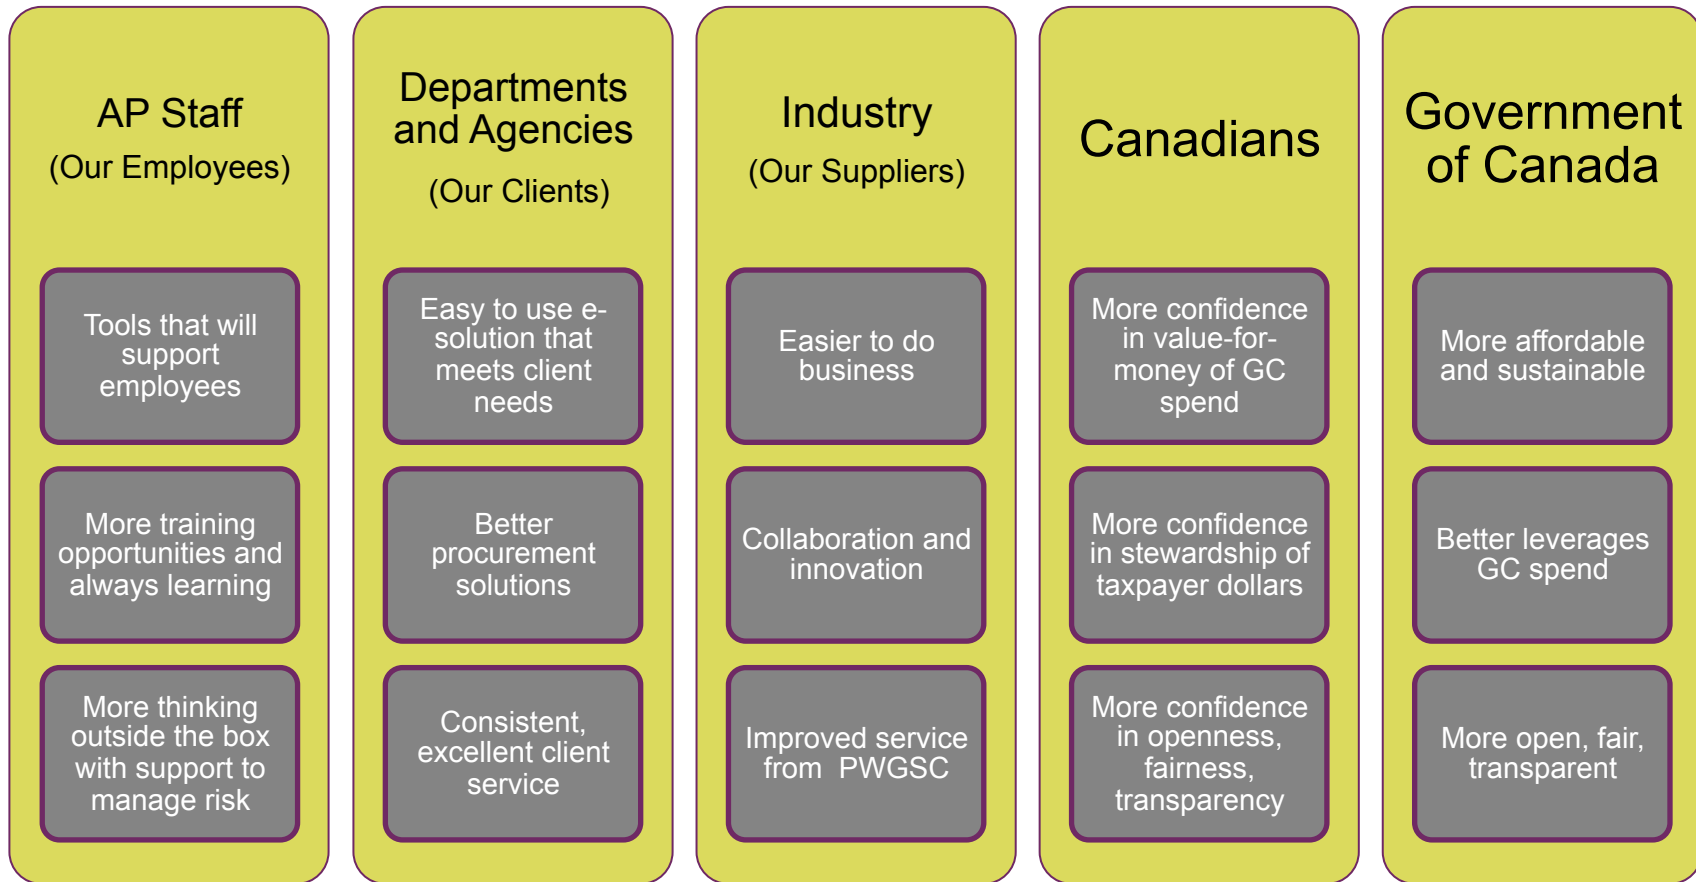 AP Staff
(Our Employees)
Tools that will
support
employees
More training
opportunities and
always learning
More thinking
outside the box
with support to
manage risk
Departments
and Agencies
(Our Clients)
Easy to use e-
solution that
meets client
needs
Better
procurement
solutions
Consistent,
excellent client
service
Industry
(Our Suppliers)
Easier to do
business
Collaboration and
innovation
Improved service
from PWGSC
Canadians
More confidence
in value-for-
money of GC
spend
More confidence
in stewardship of
taxpayer dollars
More confidence
in openness,
fairness,
transparency
Government
of Canada
More affordable
and sustainable
Better leverages
GC spend
More open, fair,
transparent